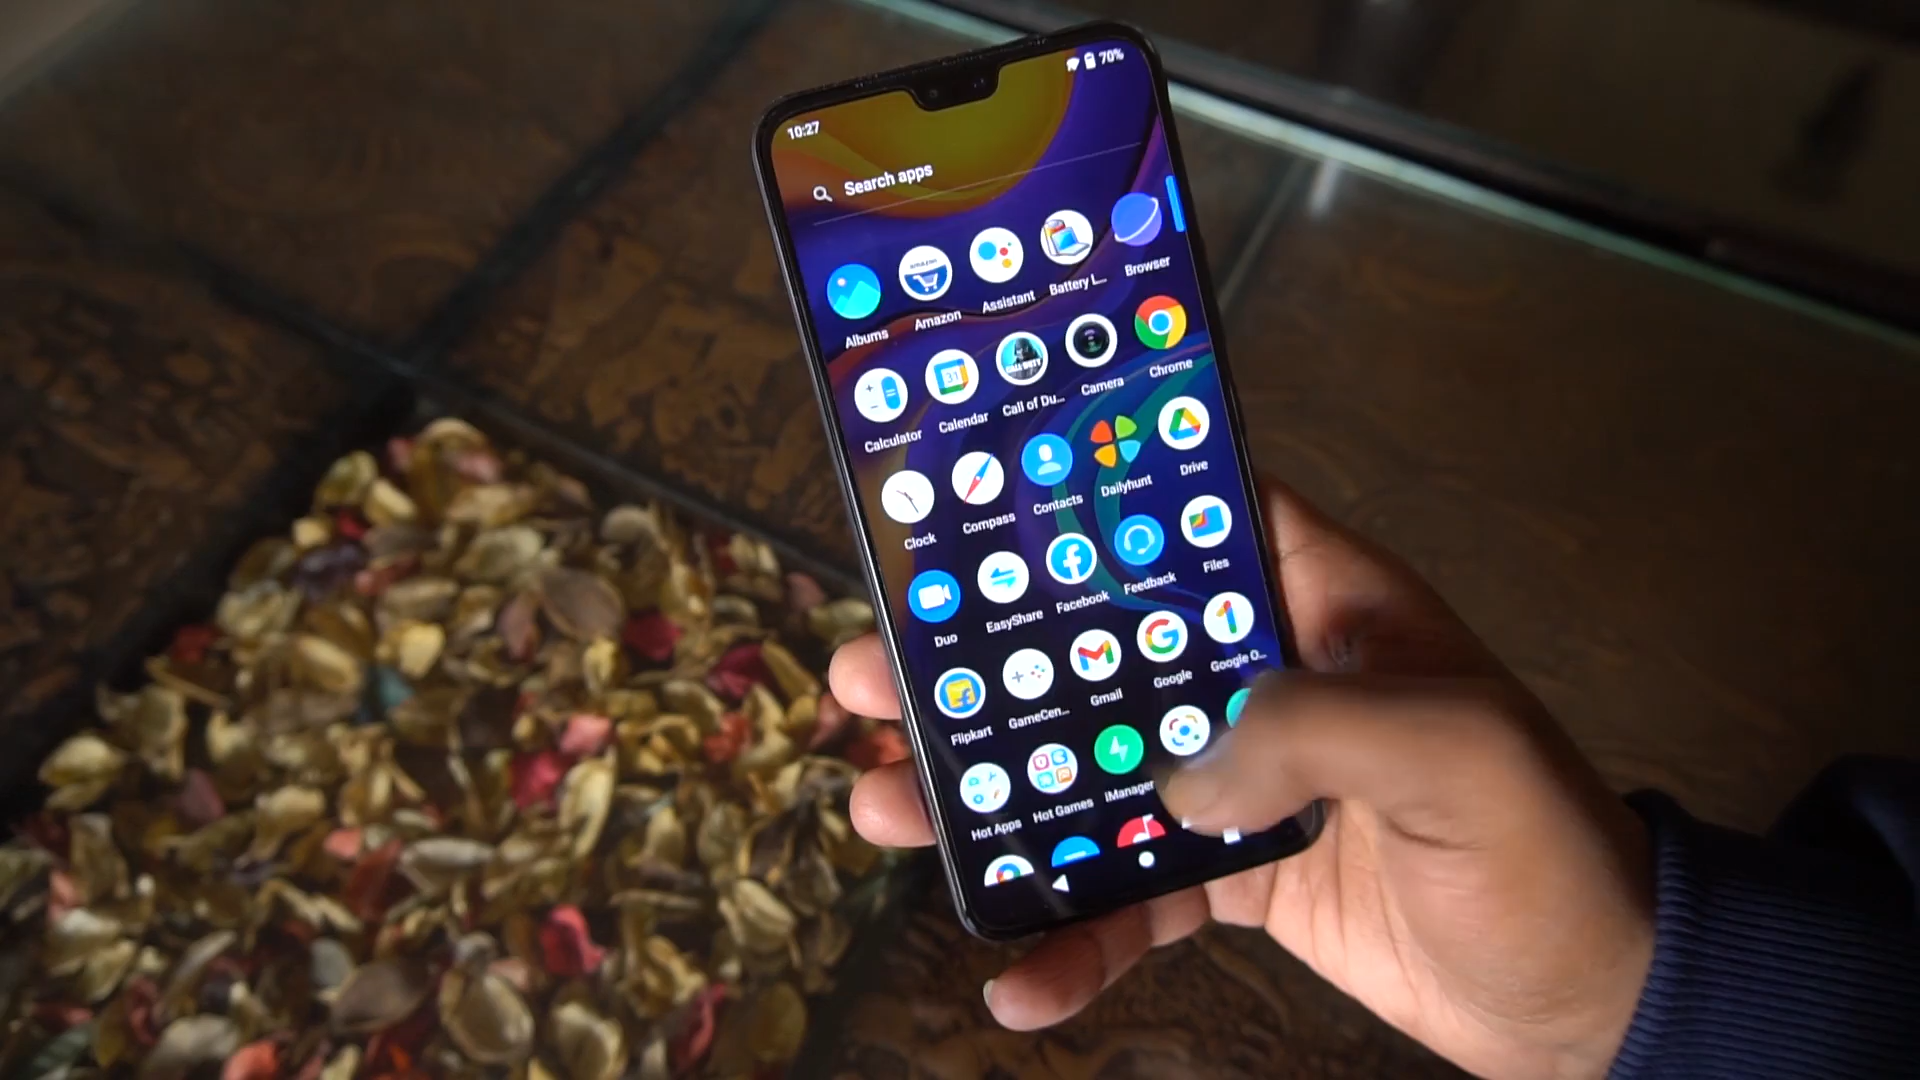 10:27 70%
Search apps
Albums Amazon Assistant Battery L... Browser
Calculator Calendar Call of Du... Camera Chrome
Clock Compass Contacts Dailyhunt Drive
Duo EasyShare Facebook Feedback Files
Flipkart GameCen... Gmail Google Google O...
Hot Apps Hot Games iManager